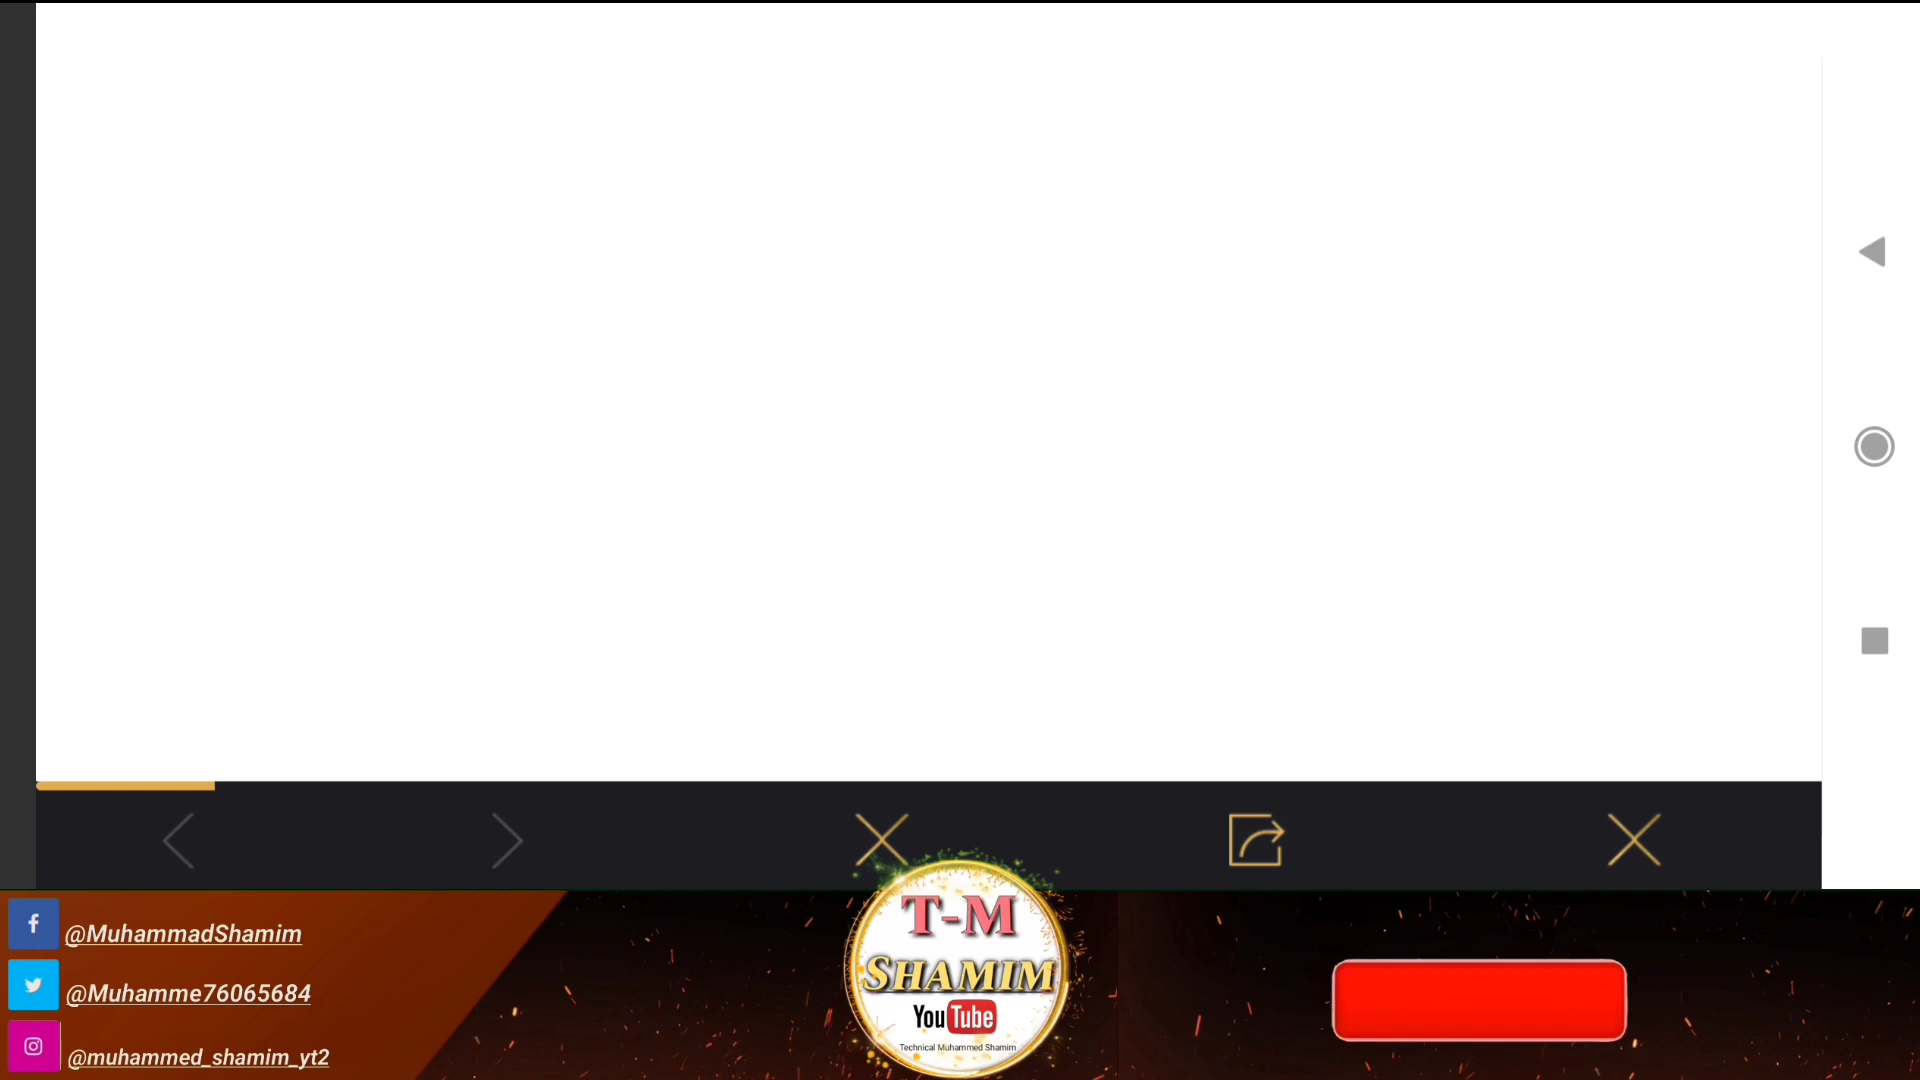 @MuhammadShamim
@Muhamme76065684
@muhammed_shamim_yt2
T-M
SHAMIM
YouTube
Technical Muhammed Shamim